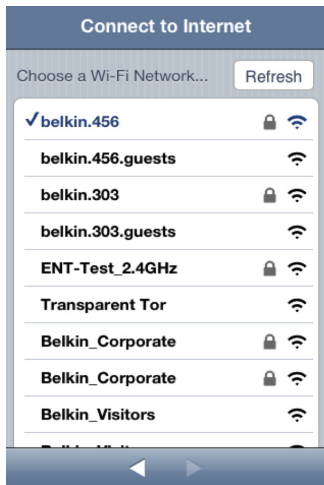 Connect to Internet
Choose a Wi-Fi Network... Refresh
belkin.456
belkin.456.guests
belkin.303
belkin.303.guests
ENT-Test_2.4GHz
Transparent Tor
Belkin_Corporate
Belkin_Corporate
Belkin_Visitors